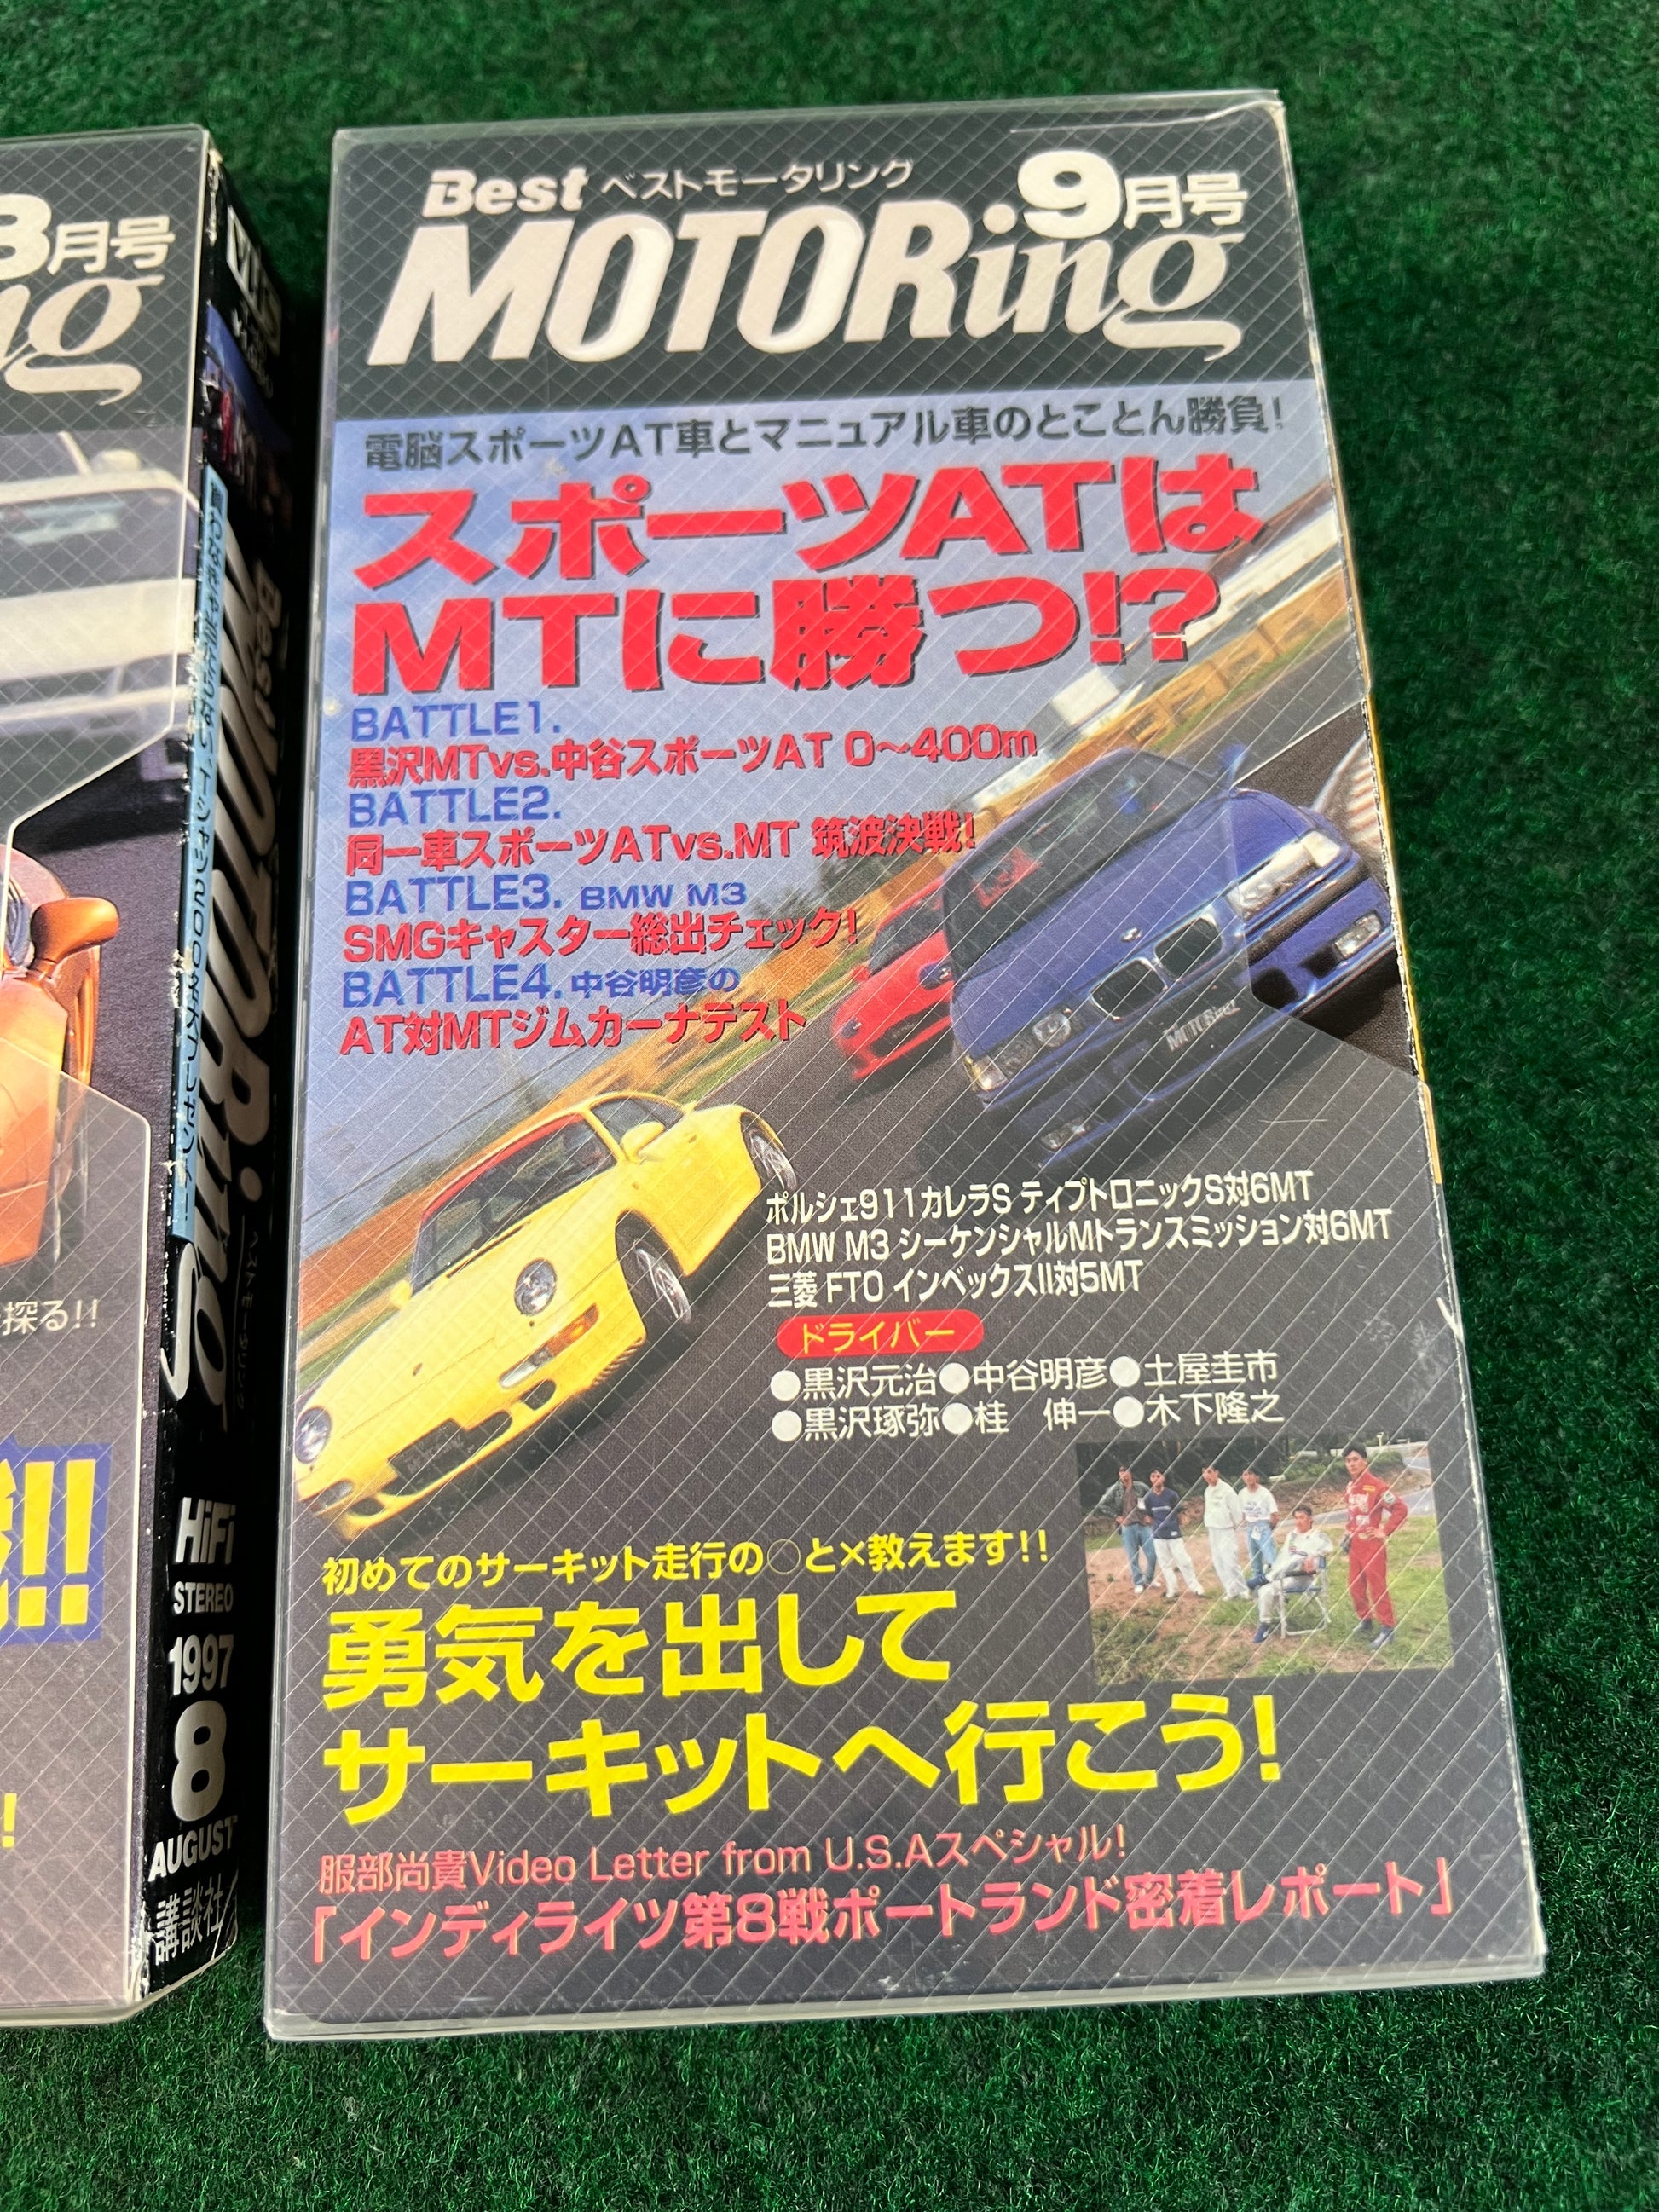 8月号
ing
探る!!
!!
!
Best
MOTORing
ベストモータリング
HiFi
STEREO
1997
8
AUGUST
講談社
Best ベストモータリング 9月号
MOTORing
電脳スポーツAT車とマニュアル車のとことん勝負!
スポーツATは
MTに勝つ!?
BATTLE1.
黒沢MTvs.中谷スポーツAT 0〜400m
BATTLE2.
同一車スポーツATvs.MT 筑波決戦!
BATTLE3. BMW M3
SMGキャスター総出チェック!
BATTLE4. 中谷明彦の
AT対MTジムカーナテスト
ポルシェ911カレラS ティプトロニックS対6MT
BMW M3 シーケンシャルMトランスミッション対6MT
三菱 FTO インベックスII対5MT
ドライバー
●黒沢元治●中谷明彦●土屋圭市
●黒沢琢弥●桂 伸一●木下隆之
初めてのサーキット走行の○と×教えます!!
勇気を出して
サーキットへ行こう!
服部尚貴Video Letter from U.S.Aスペシャル!
「インディライツ第8戦ポートランド密着レポート」